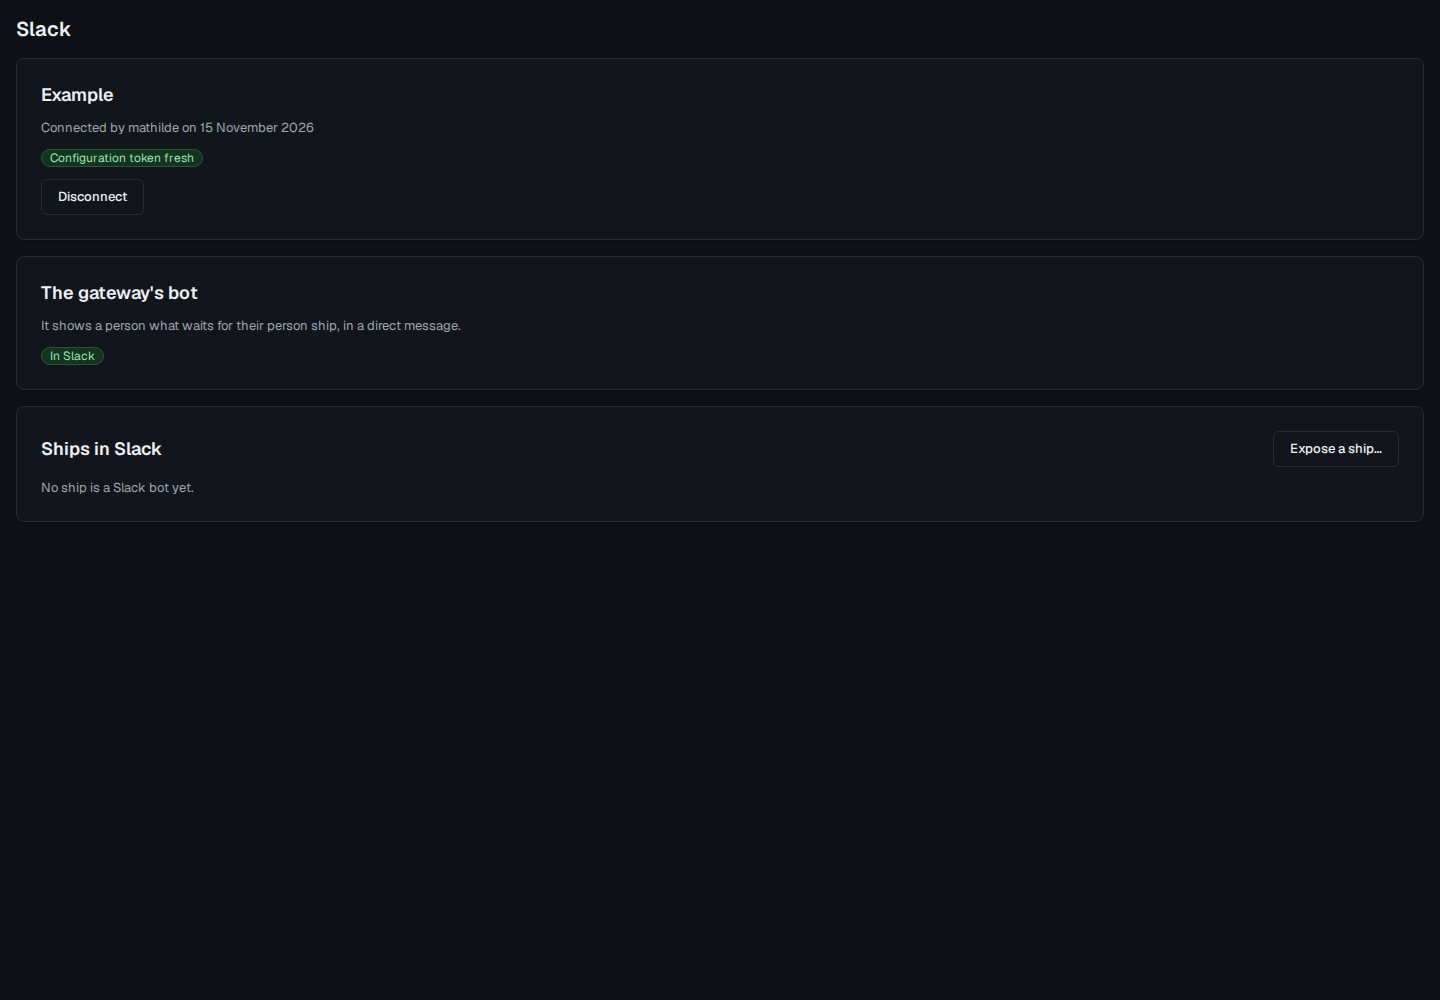 Slack
Example
Connected by mathilde on 15 November 2026
Configuration token fresh
Disconnect
The gateway's bot
It shows a person what waits for their person ship, in a direct message.
In Slack
Ships in Slack
Expose a ship...
No ship is a Slack bot yet.